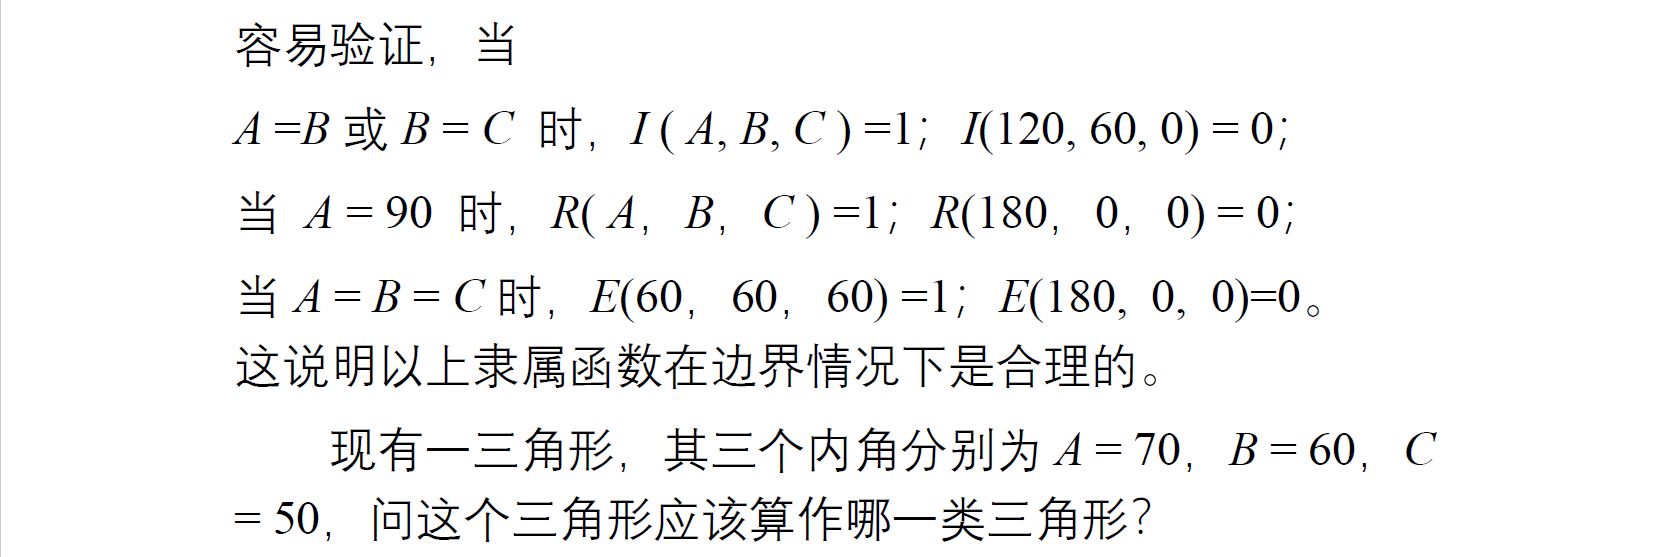 容易验证，当
A =B 或 B = C 时，I ( A, B, C ) =1；I(120, 60, 0) = 0；
当 A = 90 时，R( A，B，C ) =1；R(180，0，0) = 0；
当 A = B = C 时，E(60，60，60) =1；E(180, 0, 0)=0。
这说明以上隶属函数在边界情况下是合理的。
现有一三角形，其三个内角分别为 A = 70，B = 60，C
= 50，问这个三角形应该算作哪一类三角形？